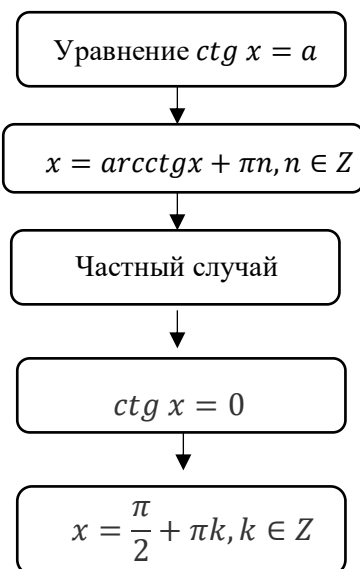 Уравнение ctg x = a
x = arcctgx + πn, n ∈ Z
Частный случай
ctg x = 0
x = π/2 + πk, k ∈ Z